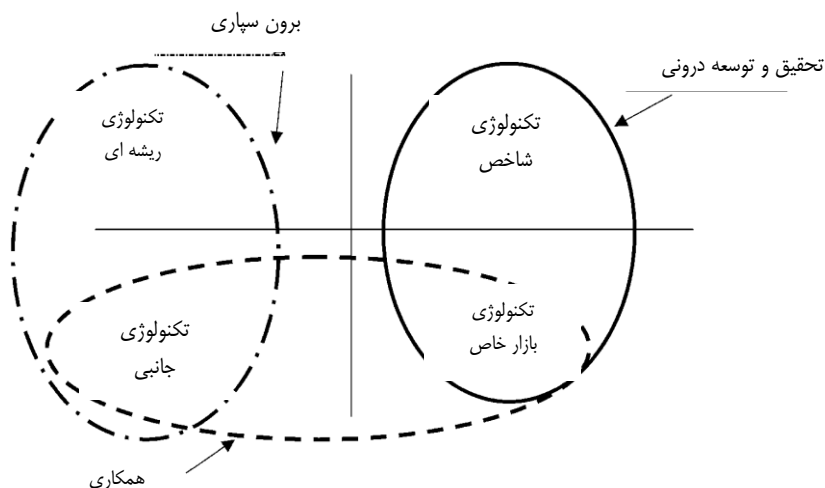 برون سپاری
تحقیق و توسعه درونی
تکنولوژی
شاخص
تکنولوژی
ریشه ای
تکنولوژی
بازار خاص
تکنولوژی
جانبی
همکاری